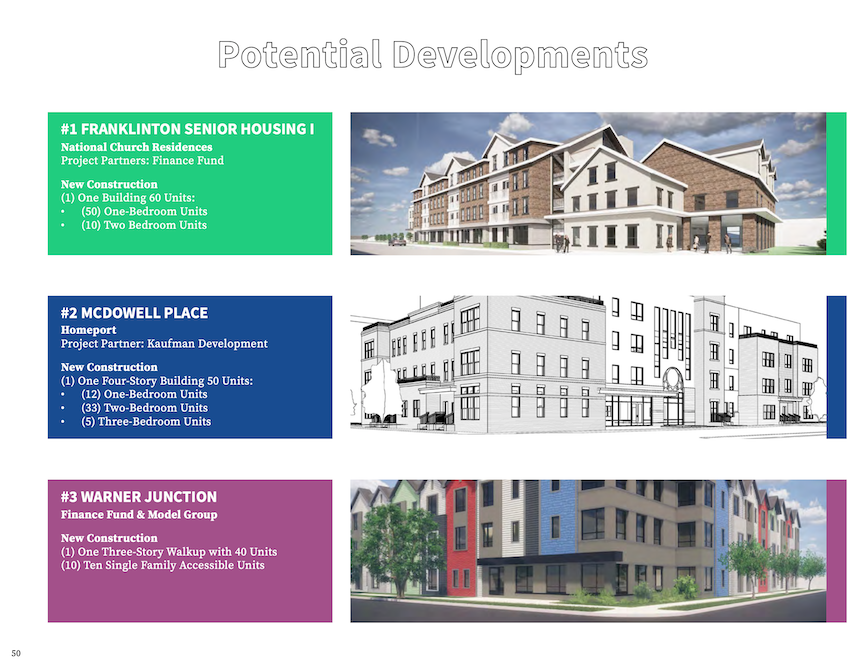 Potential Developments
#1 FRANKLINTON SENIOR HOUSING I
National Church Residences
Project Partners: Finance Fund
New Construction
(1) One Building 60 Units:
• (50) One-Bedroom Units
• (10) Two Bedroom Units
#2 MCDOWELL PLACE
Homeport
Project Partner: Kaufman Development
New Construction
(1) One Four-Story Building 50 Units:
• (12) One-Bedroom Units
• (33) Two-Bedroom Units
• (5) Three-Bedroom Units
#3 WARNER JUNCTION
Finance Fund & Model Group
New Construction
(1) One Three-Story Walkup with 40 Units
(10) Ten Single Family Accessible Units
50